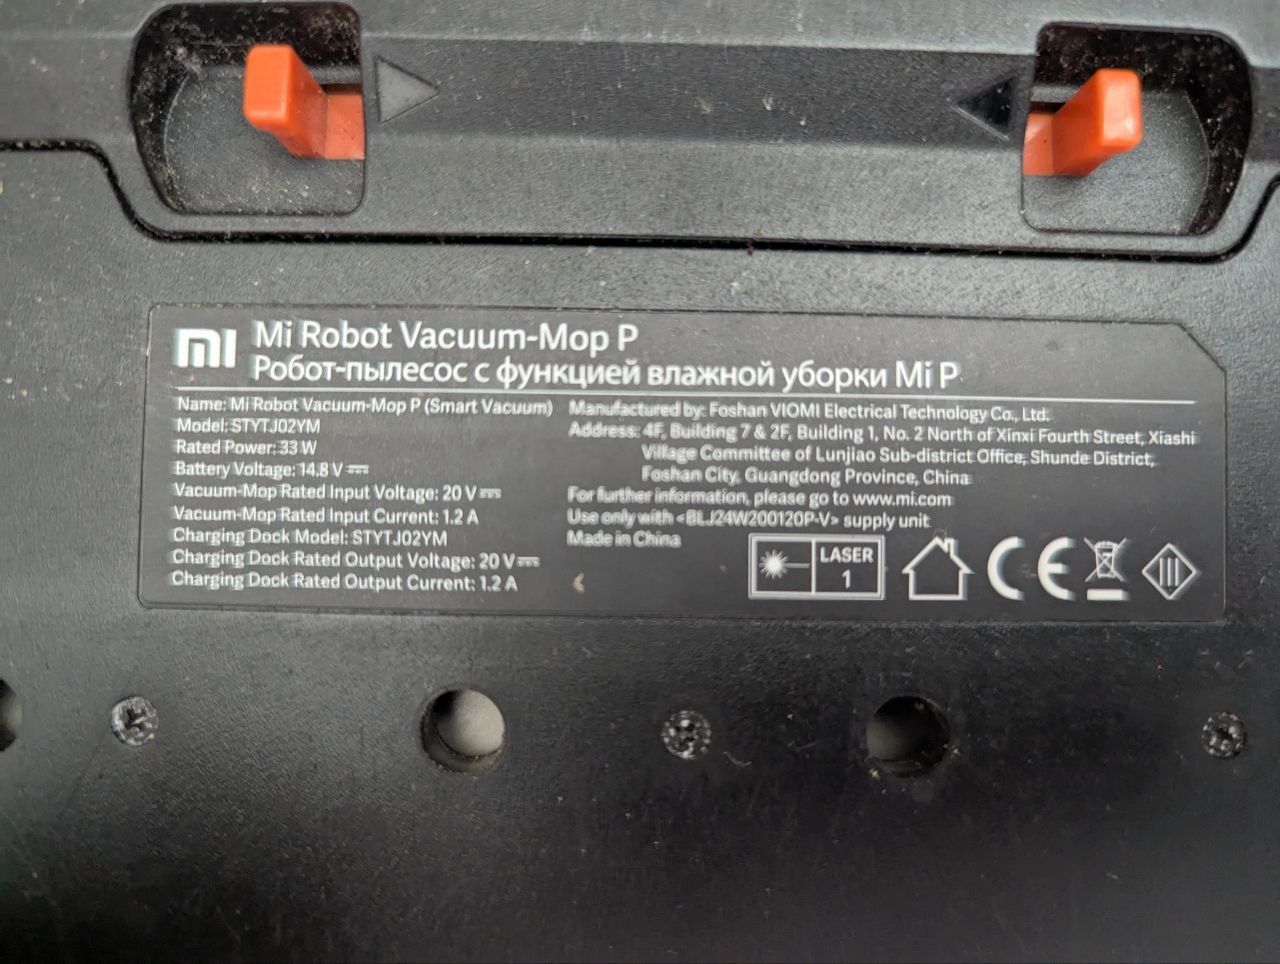 mi
Mi Robot Vacuum-Mop P
Робот-пылесос с функцией влажной уборки Mi P
Name: Mi Robot Vacuum-Mop P (Smart Vacuum)
Model: STYTJ02YM
Rated Power: 33 W
Battery Voltage: 14.8 V ⎓
Vacuum-Mop Rated Input Voltage: 20 V ⎓
Vacuum-Mop Rated Input Current: 1.2 A
Charging Dock Model: STYTJ02YM
Charging Dock Rated Output Voltage: 20 V ⎓
Charging Dock Rated Output Current: 1.2 A
Manufactured by: Foshan VIOMI Electrical Technology Co., Ltd.
Address: 4F, Building 7 & 2F, Building 1, No. 2 North of Xinxi Fourth Street, Xiashi
Village Committee of Lunjiao Sub-district Office, Shunde District,
Foshan City, Guangdong Province, China
For further information, please go to www.mi.com
Use only with <BLJ24W200120P-V> supply unit
Made in China
LASER
1
CE
III